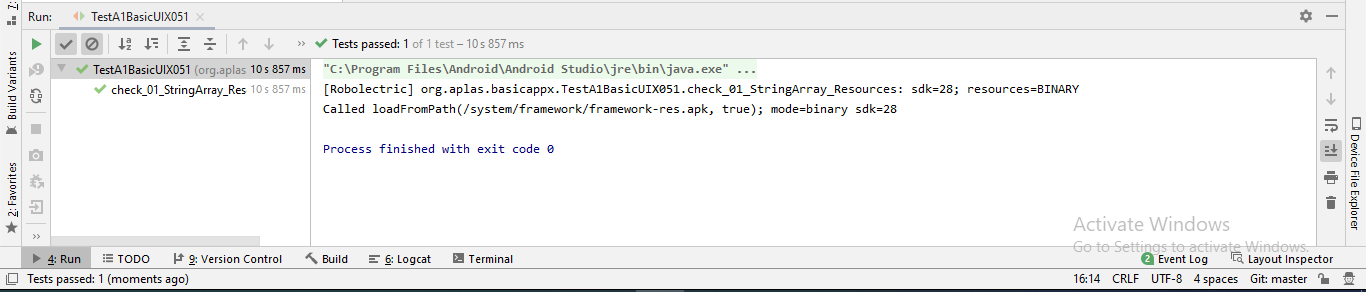 Z:
Run: TestA1BasicUIX051
Tests passed: 1 of 1 test – 10 s 857 ms
TestA1BasicUIX051 (org.aplas 10 s 857 ms
check_01_StringArray_Res 10 s 857 ms
"C:\Program Files\Android\Android Studio\jre\bin\java.exe" ...
[Robolectric] org.aplas.basicappx.TestA1BasicUIX051.check_01_StringArray_Resources: sdk=28; resources=BINARY
Called loadFromPath(/system/framework/framework-res.apk, true); mode=binary sdk=28
Process finished with exit code 0
Build Variants
2: Favorites
Device File Explorer
Activate Windows
Go to Settings to activate Windows.
4: Run TODO 9: Version Control Build 6: Logcat Terminal 2 Event Log Layout Inspector
Tests passed: 1 (moments ago) 16:14 CRLF UTF-8 4 spaces Git: master